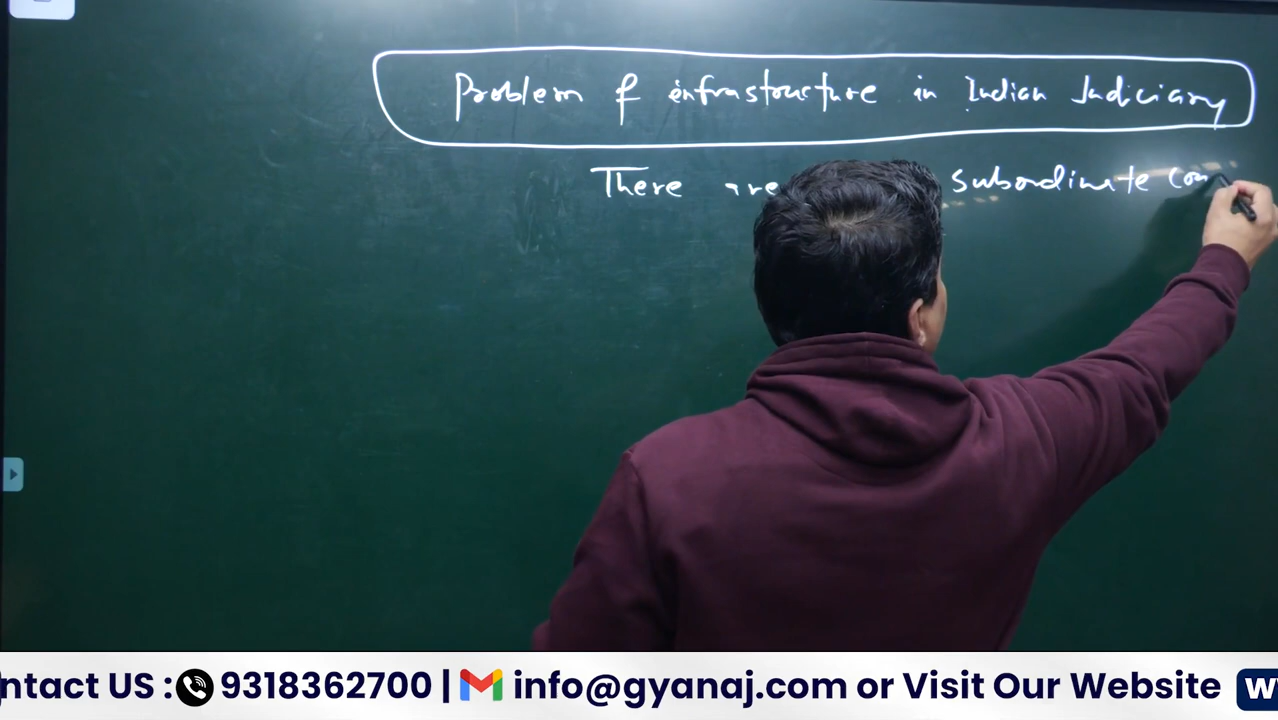 Problem of infrastructure in Indian Judiciary
There are subordinate cou
ntact US : 9318362700 | info@gyanaj.com or Visit Our Website